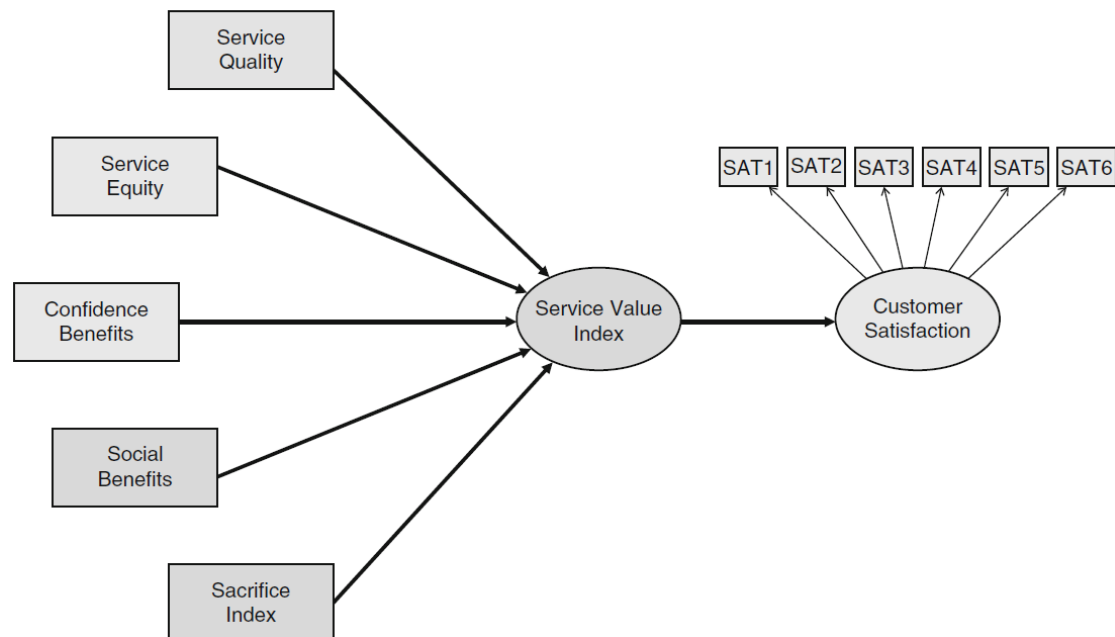 Service
Quality
Service
Equity
SAT1
SAT2
SAT3
SAT4
SAT5
SAT6
Confidence
Benefits
Service Value
Index
Customer
Satisfaction
Social
Benefits
Sacrifice
Index